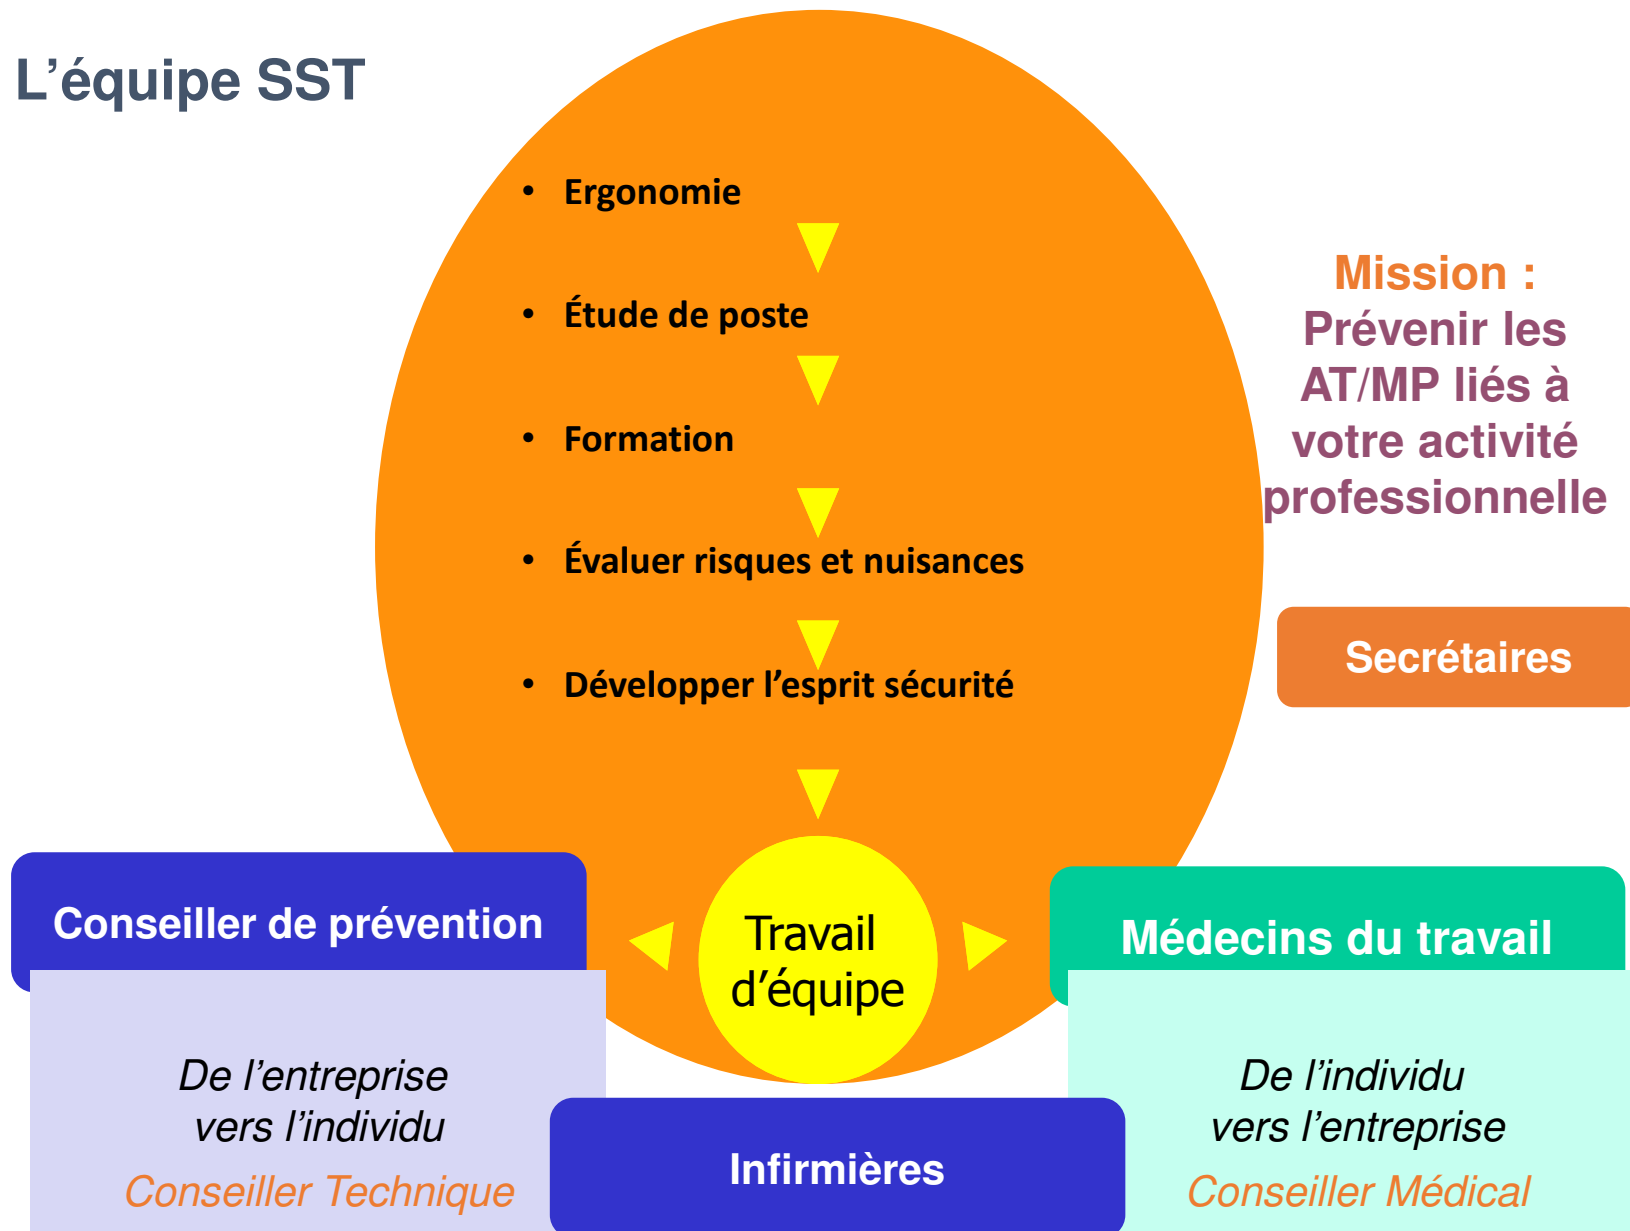 L’équipe SST
• Ergonomie
• Étude de poste
• Formation
• Évaluer risques et nuisances
• Développer l’esprit sécurité
Mission :
Prévenir les
AT/MP liés à
votre activité
professionnelle
Secrétaires
Conseiller de prévention
De l’entreprise
vers l’individu
Conseiller Technique
Travail
d’équipe
Infirmières
Médecins du travail
De l’individu
vers l’entreprise
Conseiller Médical